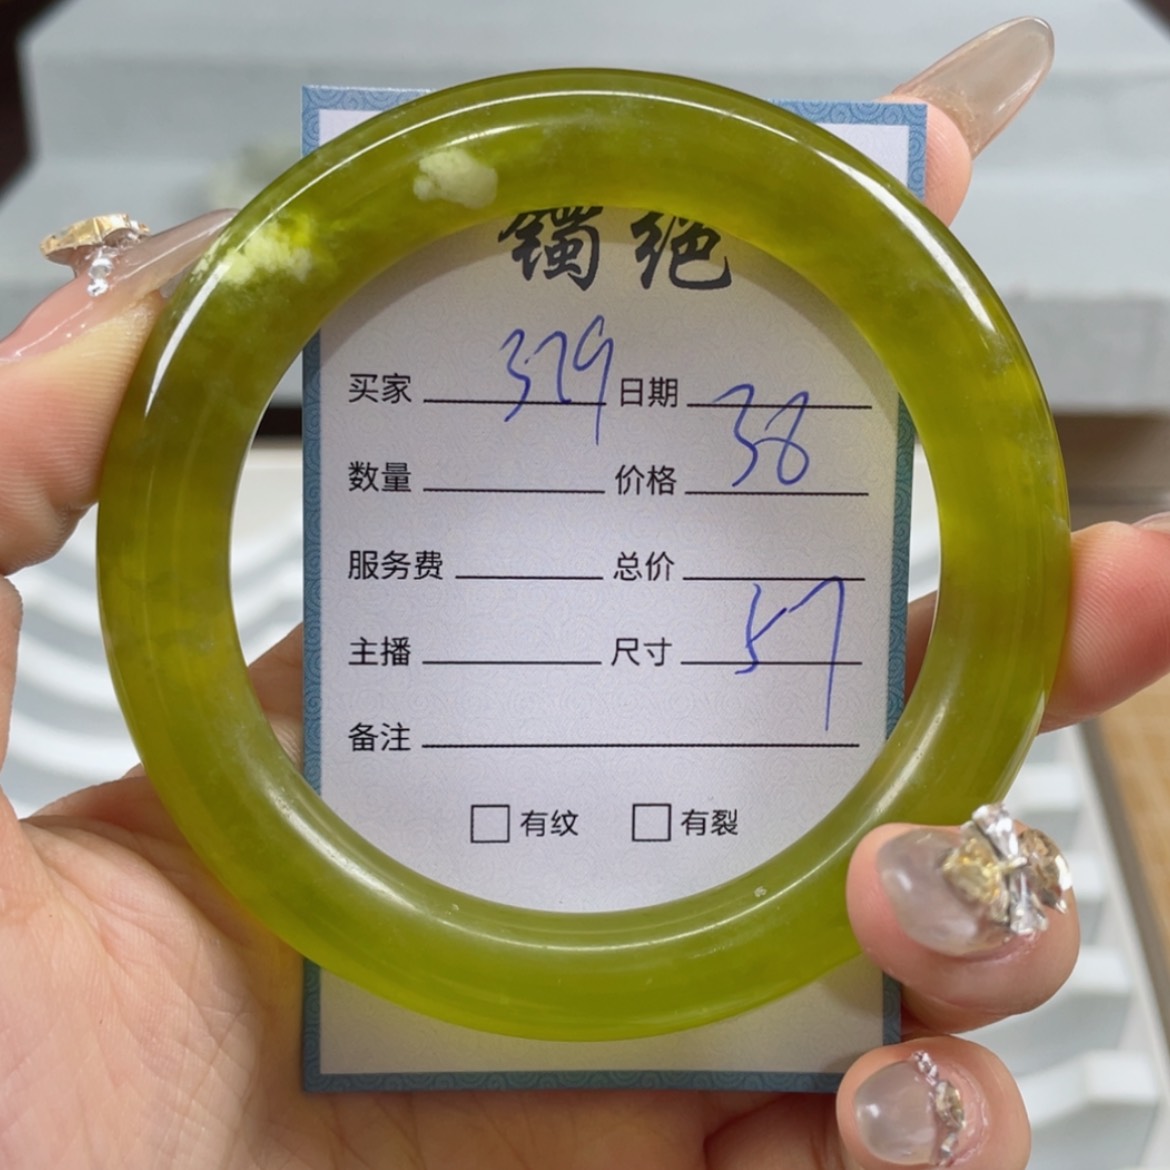 镯绝
买家 379 日期
数量 价格 38
服务费 总价
主播 尺寸 57
备注
□有纹 □有裂